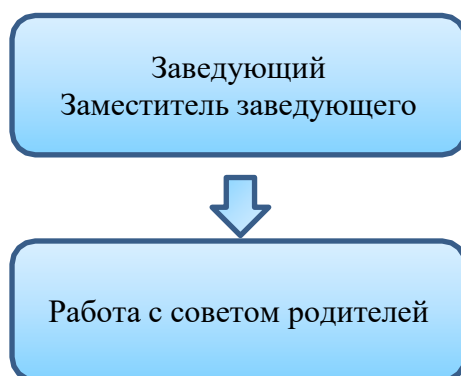 Заведующий
Заместитель заведующего
Работа с советом родителей